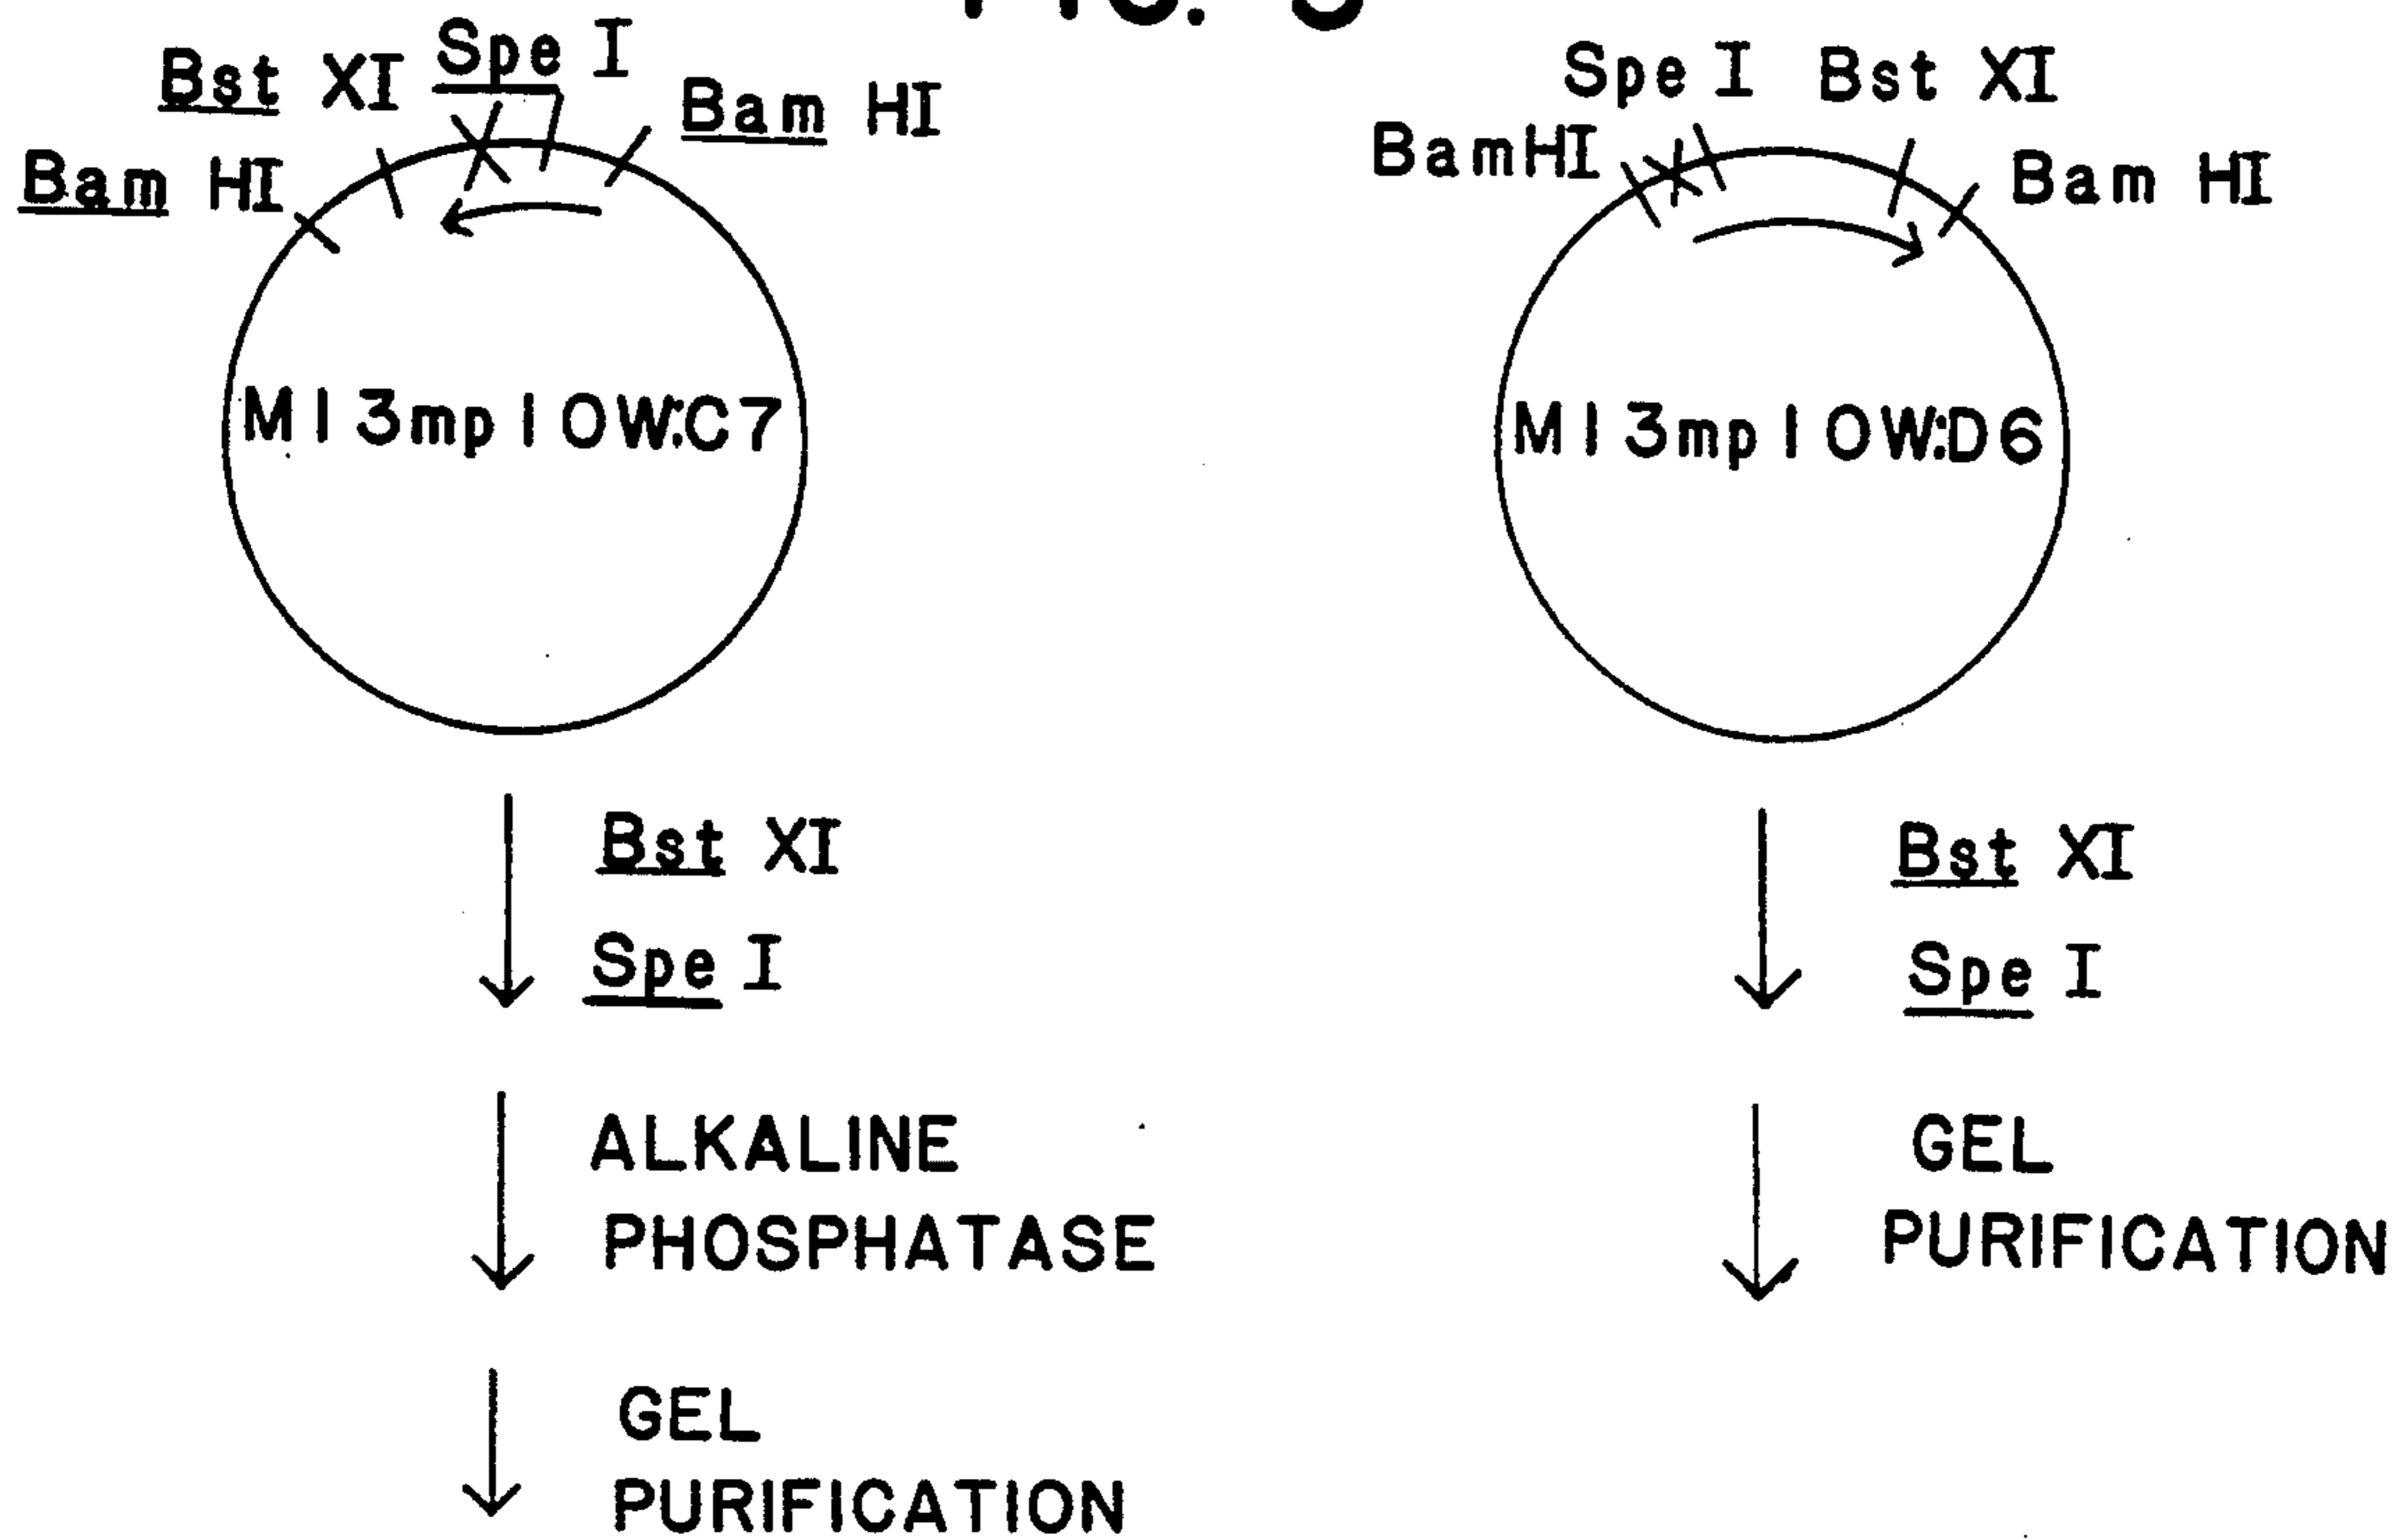 Bst XI
Spe I
Bam HI
Bam HI
M13mp10W:C7
Bst XI
Spe I
ALKALINE
PHOSPHATASE
GEL
PURIFICATION
Spe I
Bst XI
BamHI
Bam HI
M13mp10W:D6
Bst XI
Spe I
GEL
PURIFICATION